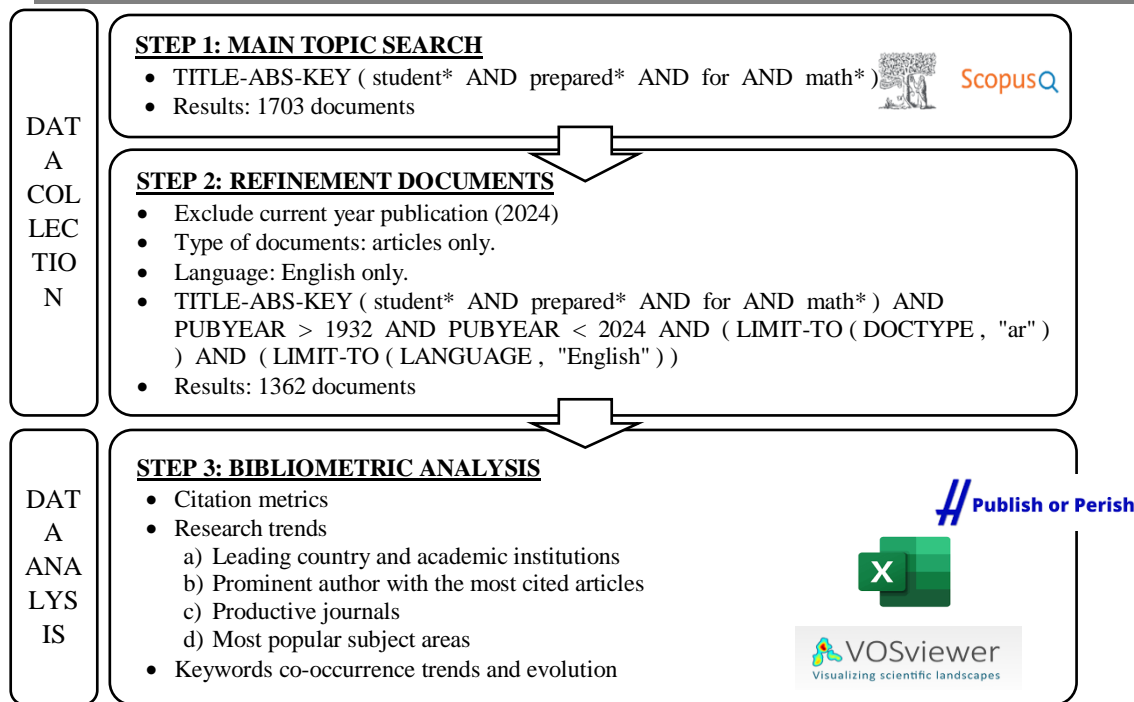 DAT
A
COL
LEC
TIO
N
STEP 1: MAIN TOPIC SEARCH
• TITLE-ABS-KEY ( student* AND prepared* AND for AND math* )
• Results: 1703 documents
Scopus
STEP 2: REFINEMENT DOCUMENTS
• Exclude current year publication (2024)
• Type of documents: articles only.
• Language: English only.
• TITLE-ABS-KEY ( student* AND prepared* AND for AND math* ) AND
PUBYEAR > 1932 AND PUBYEAR < 2024 AND ( LIMIT-TO ( DOCTYPE , "ar" )
) AND ( LIMIT-TO ( LANGUAGE , "English" ) )
• Results: 1362 documents
DAT
A
ANA
LYS
IS
STEP 3: BIBLIOMETRIC ANALYSIS
• Citation metrics
• Research trends
a) Leading country and academic institutions
b) Prominent author with the most cited articles
c) Productive journals
d) Most popular subject areas
• Keywords co-occurrence trends and evolution
Publish or Perish
X
VOSviewer
Visualizing scientific landscapes